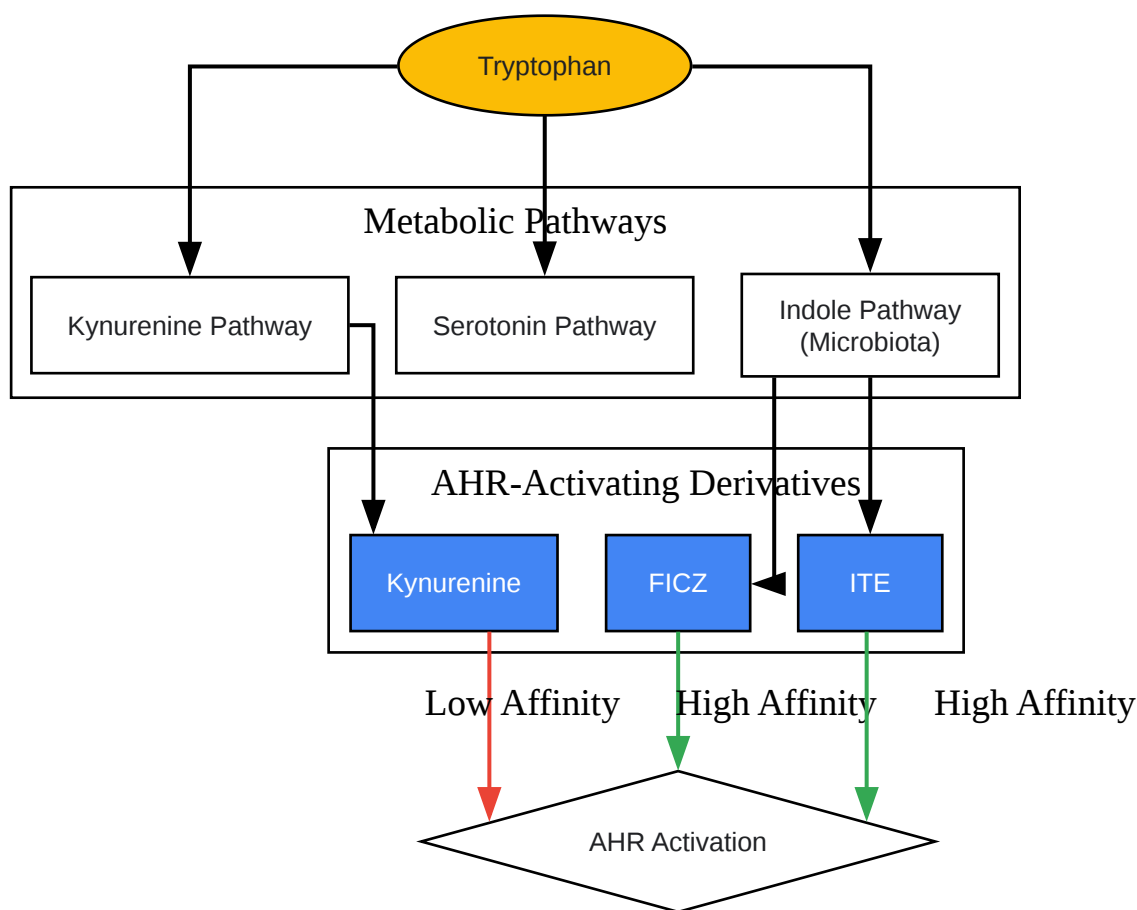 Tryptophan
Metabolic Pathways
Kynurenine Pathway
Serotonin Pathway
Indole Pathway
(Microbiota)
AHR-Activating Derivatives
Kynurenine
FICZ
ITE
Low Affinity
High Affinity
High Affinity
AHR Activation